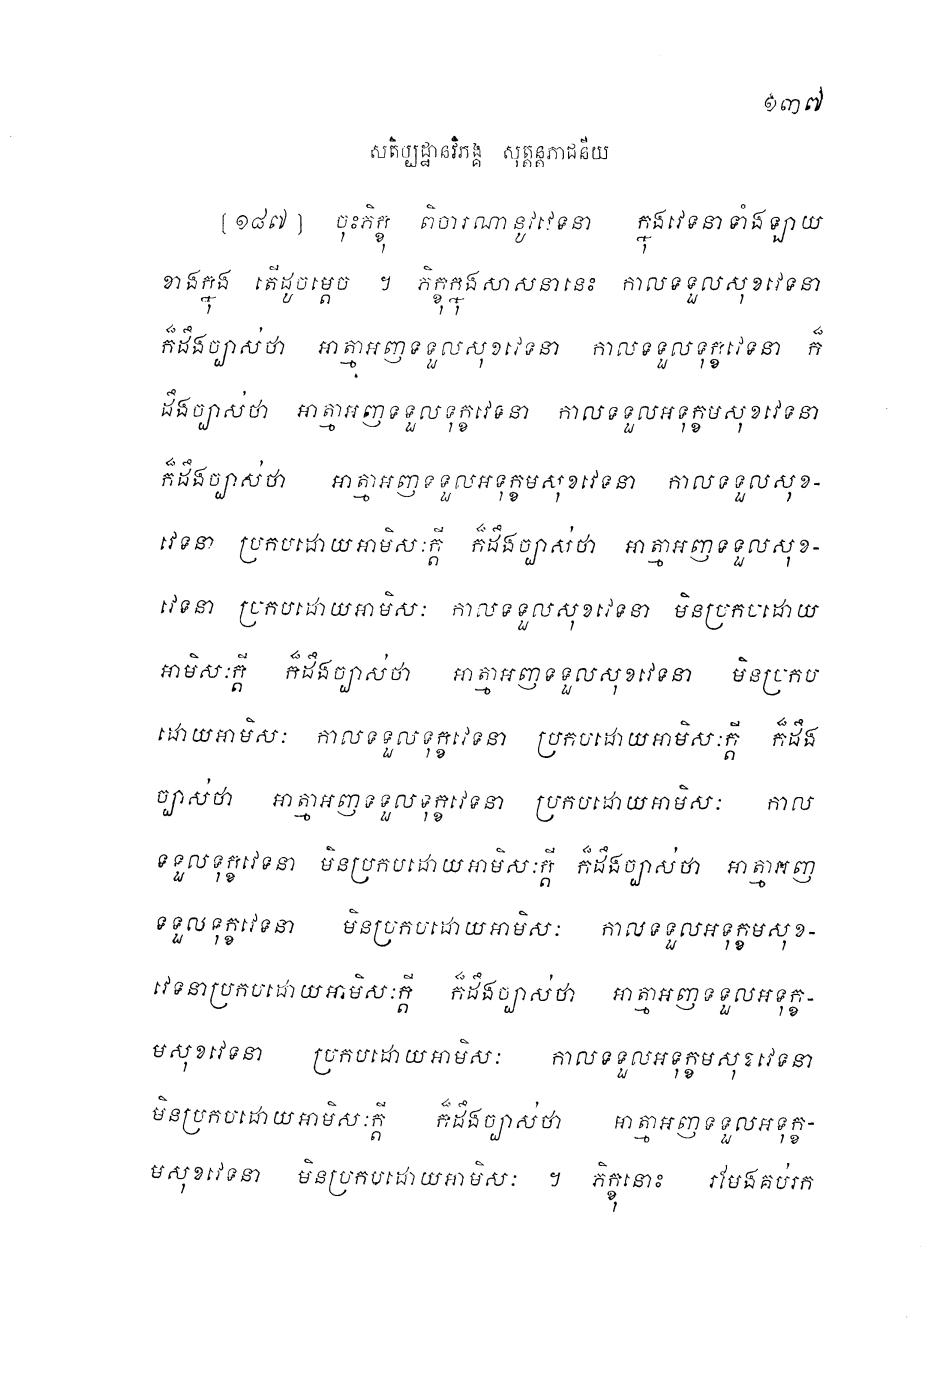 ១៣៧
សតិប្បដ្ឋានវិភង្គ សុត្តន្តភាជនីយ
[១៨៧] ចុះភិក្ខុ ពិចារណានូវវេទនា ក្នុងវេទនាទាំងឡាយ
ខាងក្នុង តើដូចម្តេច ។ ភិក្ខុក្នុងសាសនានេះ កាលទទួលសុខវេទនា
ក៏ដឹងច្បាស់ថា អាត្មាអញទទួលសុខវេទនា កាលទទួលទុក្ខវេទនា ក៏
ដឹងច្បាស់ថា អាត្មាអញទទួលទុក្ខវេទនា កាលទទួលអទុក្ខមសុខវេទនា
ក៏ដឹងច្បាស់ថា អាត្មាអញទទួលអទុក្ខមសុខវេទនា កាលទទួលសុខ-
វេទនា ប្រកបដោយអាមិសៈក្តី ក៏ដឹងច្បាស់ថា អាត្មាអញទទួលសុខ-
វេទនា ប្រកបដោយអាមិសៈ កាលទទួលសុខវេទនា មិនប្រកបដោយ
អាមិសៈក្តី ក៏ដឹងច្បាស់ថា អាត្មាអញទទួលសុខវេទនា មិនប្រកប
ដោយអាមិសៈ កាលទទួលទុក្ខវេទនា ប្រកបដោយអាមិសៈក្តី ក៏ដឹង
ច្បាស់ថា អាត្មាអញទទួលទុក្ខវេទនា ប្រកបដោយអាមិសៈ កាល
ទទួលទុក្ខវេទនា មិនប្រកបដោយអាមិសៈក្តី ក៏ដឹងច្បាស់ថា អាត្មាអញ
ទទួលទុក្ខវេទនា មិនប្រកបដោយអាមិសៈ កាលទទួលអទុក្ខមសុខ-
វេទនាប្រកបដោយអាមិសៈក្តី ក៏ដឹងច្បាស់ថា អាត្មាអញទទួលអទុក្ខ-
មសុខវេទនា ប្រកបដោយអាមិសៈ កាលទទួលអទុក្ខមសុខវេទនា
មិនប្រកបដោយអាមិសៈក្តី ក៏ដឹងច្បាស់ថា អាត្មាអញទទួលអទុក្ខ-
មសុខវេទនា មិនប្រកបដោយអាមិសៈ ។ ភិក្ខុនោះ រមែងគប់រក